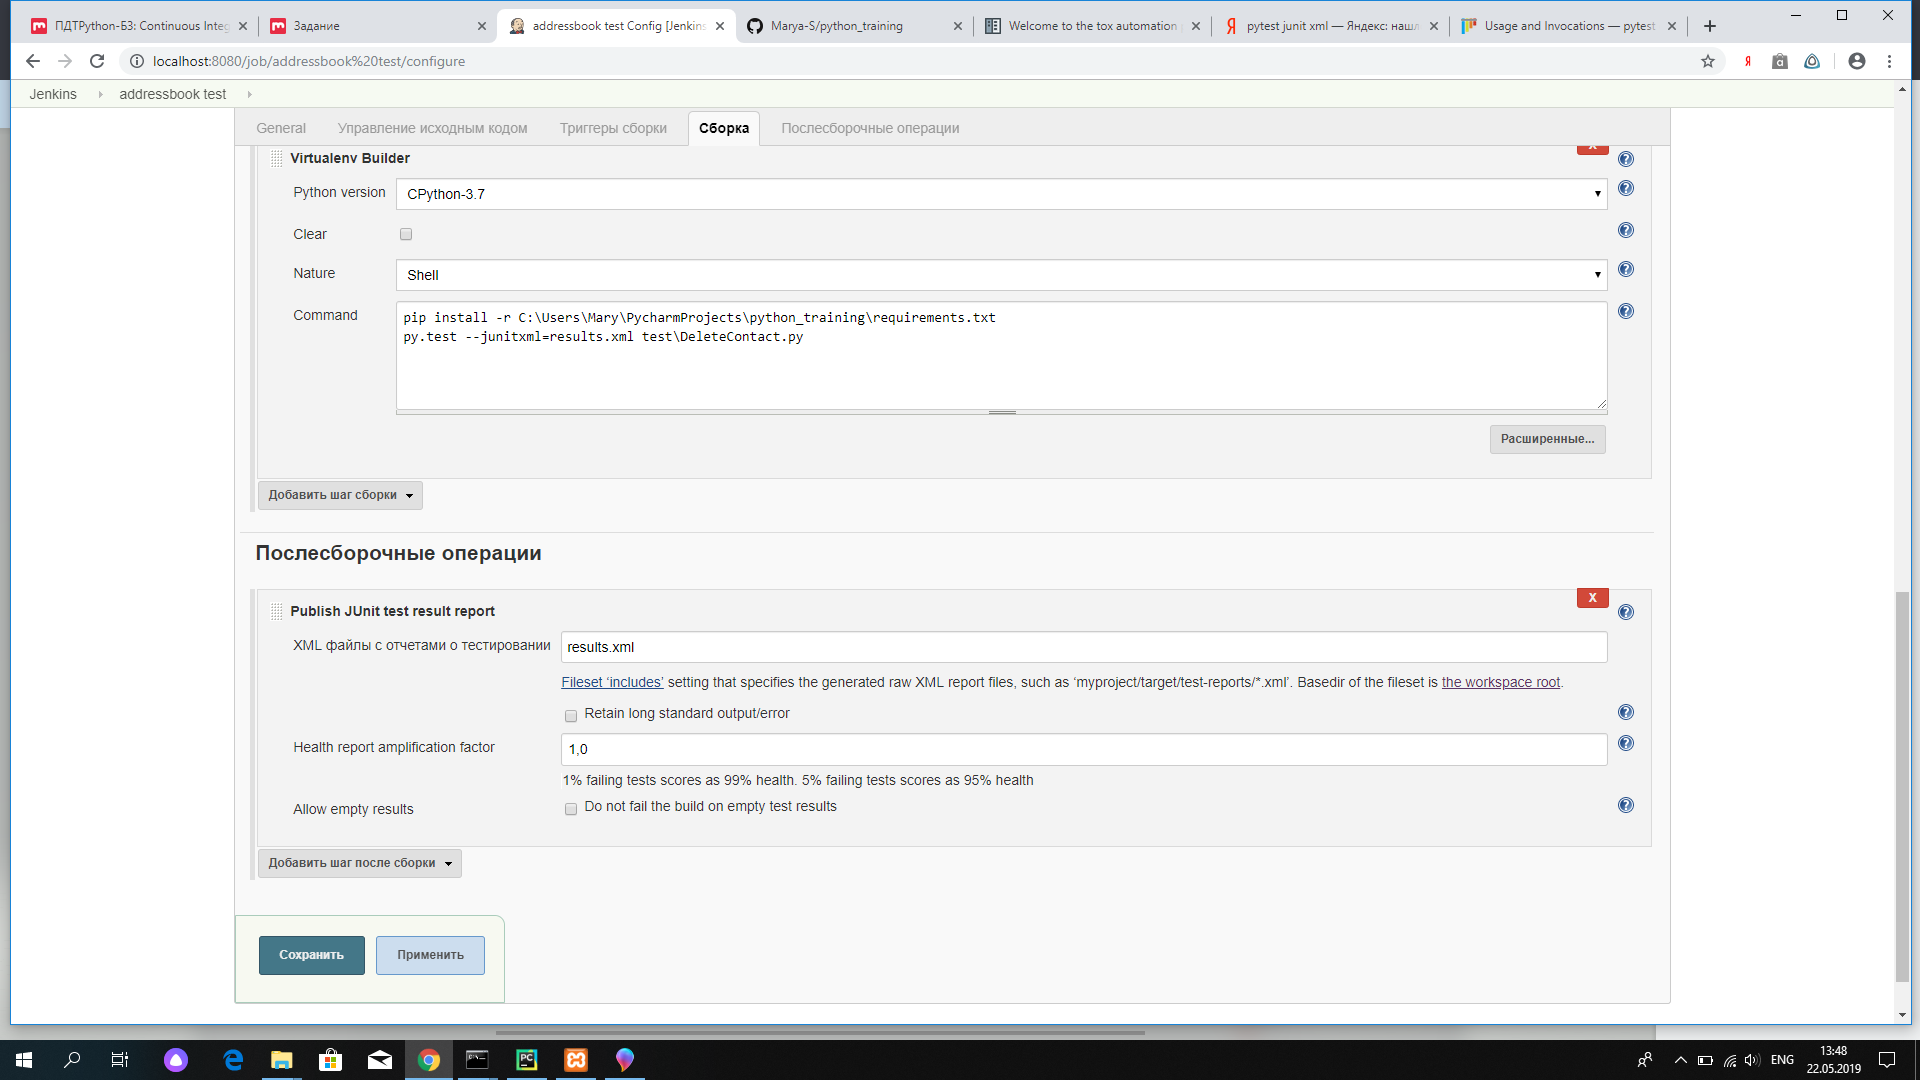 ПДТPython-Б3: Continuous Integ
Задание
addressbook test Config [Jenkins
Marya-S/python_training
Welcome to the tox automation
pytest junit xml — Яндекс: нашл
Usage and Invocations — pytest
localhost:8080/job/addressbook%20test/configure
Jenkins
addressbook test
General
Управление исходным кодом
Триггеры сборки
Сборка
Послесборочные операции
Virtualenv Builder
X
Python version
CPython-3.7
Clear
Nature
Shell
Command
pip install -r C:\Users\Mary\PycharmProjects\python_training\requirements.txt
py.test --junitxml=results.xml test\DeleteContact.py
Расширенные...
Добавить шаг сборки
Послесборочные операции
X
Publish JUnit test result report
XML файлы с отчетами о тестировании
results.xml
Fileset ‘includes’ setting that specifies the generated raw XML report files, such as ‘myproject/target/test-reports/*.xml’. Basedir of the fileset is the workspace root.
Retain long standard output/error
Health report amplification factor
1,0
1% failing tests scores as 99% health. 5% failing tests scores as 95% health
Allow empty results
Do not fail the build on empty test results
Добавить шаг после сборки
Сохранить
Применить
ENG
13:48
22.05.2019